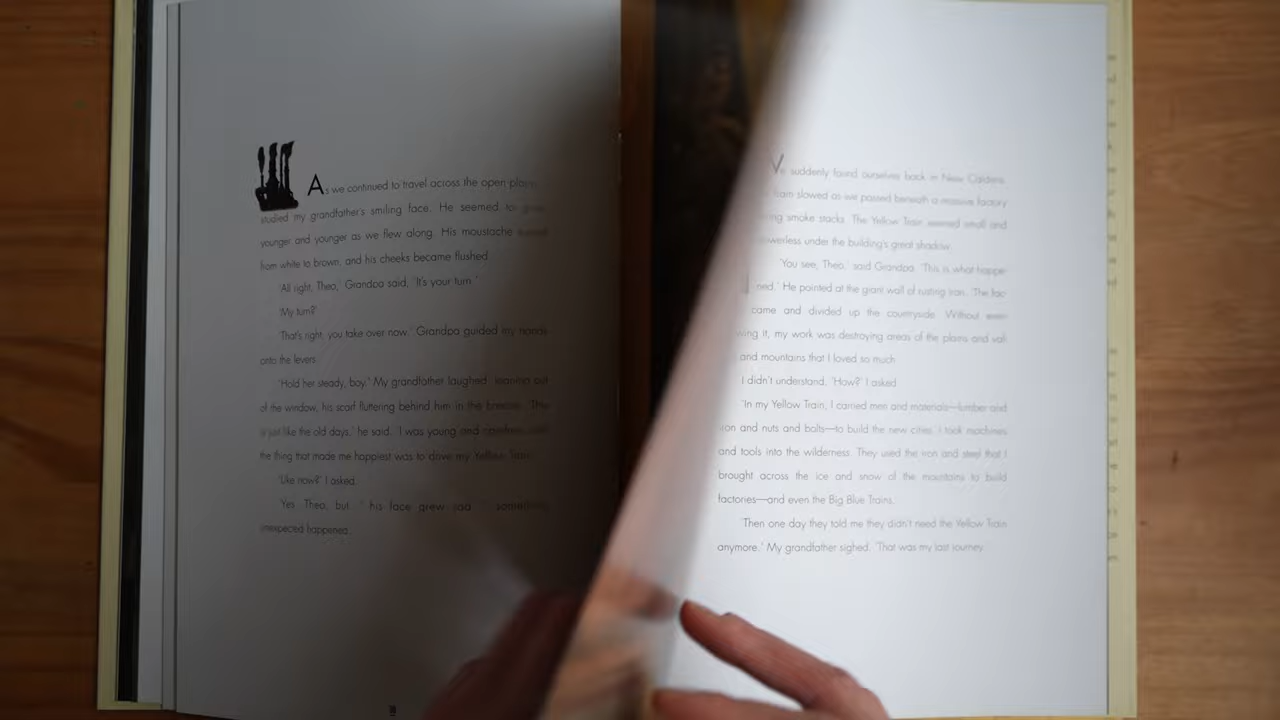 As we continued to travel across the open
studied my grandfather's smiling face. He seemed to
younger and younger as we flew along. His moustache
from white to brown, and his cheeks became flushed
'All right, Theo,' Grandpa said, 'It's your turn.'
'My turn?'
'That's right, you take over now.' Grandpa guided my hands
onto the levers.
'Hold her steady, boy.' My grandfather laughed, leaning out
of the window, his scarf fluttering behind him in the breeze. 'This
is just like the old days,' he said. 'I was young and
the thing that made me happiest was to drive my Yellow Train.
'Like now?' I asked.
'Yes Theo, but his face grew sad something
unexpected happened.
suddenly found ourselves back in New Cardina.
slowed as we passed beneath a massive factory
smoke stacks. The Yellow Train seemed small and
under the building's great shadow.
'You see, Theo,' said Grandpa. 'This is what happe-
ned.' He pointed at the giant wall of rusting iron. 'The fac-
came and divided up the countryside. Without
it, my work was destroying areas of the plains and
and mountains that I loved so much
I didn't understand. 'How?' I asked
'In my Yellow Train, I carried men and materials—lumber and
iron and nuts and bolts—to build the new cities. I took machines
and tools into the wilderness. They used the iron and steel that I
brought across the ice and snow of the mountains to build
factories—and even the Big Blue Trains.
'Then one day they told me they didn't need the Yellow Train
anymore.' My grandfather sighed. 'That was my last journey.